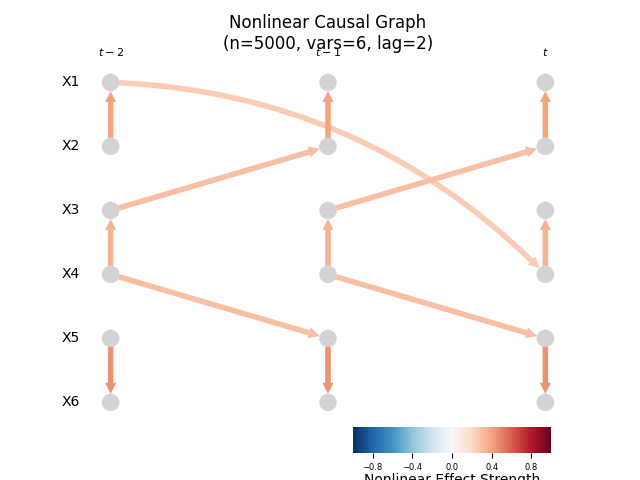 Nonlinear Causal Graph
(n=5000, vars=6, lag=2)
t − 2 t − 1 t
X1
X2
X3
X4
X5
X6
−0.8 −0.4 0.0 0.4 0.8
Nonlinear Effect Strength